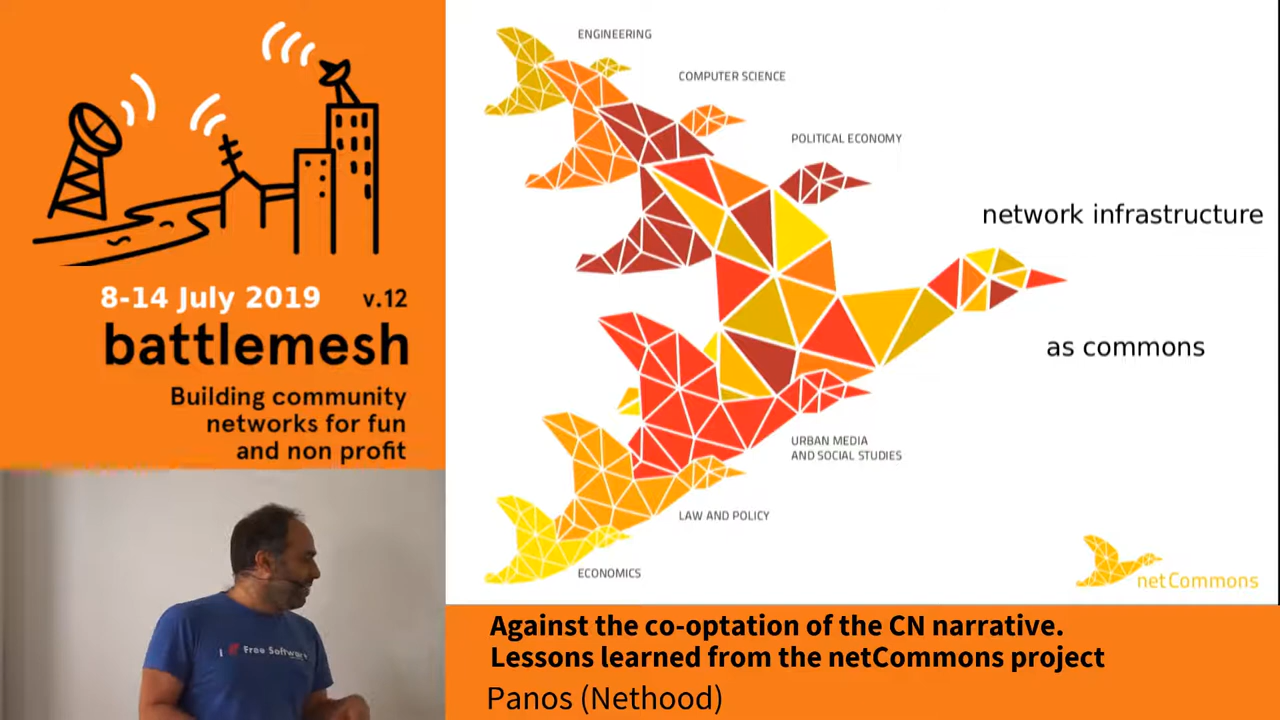 8-14 July 2019 v.12
battlemesh
Building community
networks for fun
and non profit
I Free Software
ENGINEERING
COMPUTER SCIENCE
POLITICAL ECONOMY
network infrastructure
as commons
URBAN MEDIA
AND SOCIAL STUDIES
LAW AND POLICY
ECONOMICS
netCommons
Against the co-optation of the CN narrative.
Lessons learned from the netCommons project
Panos (Nethood)